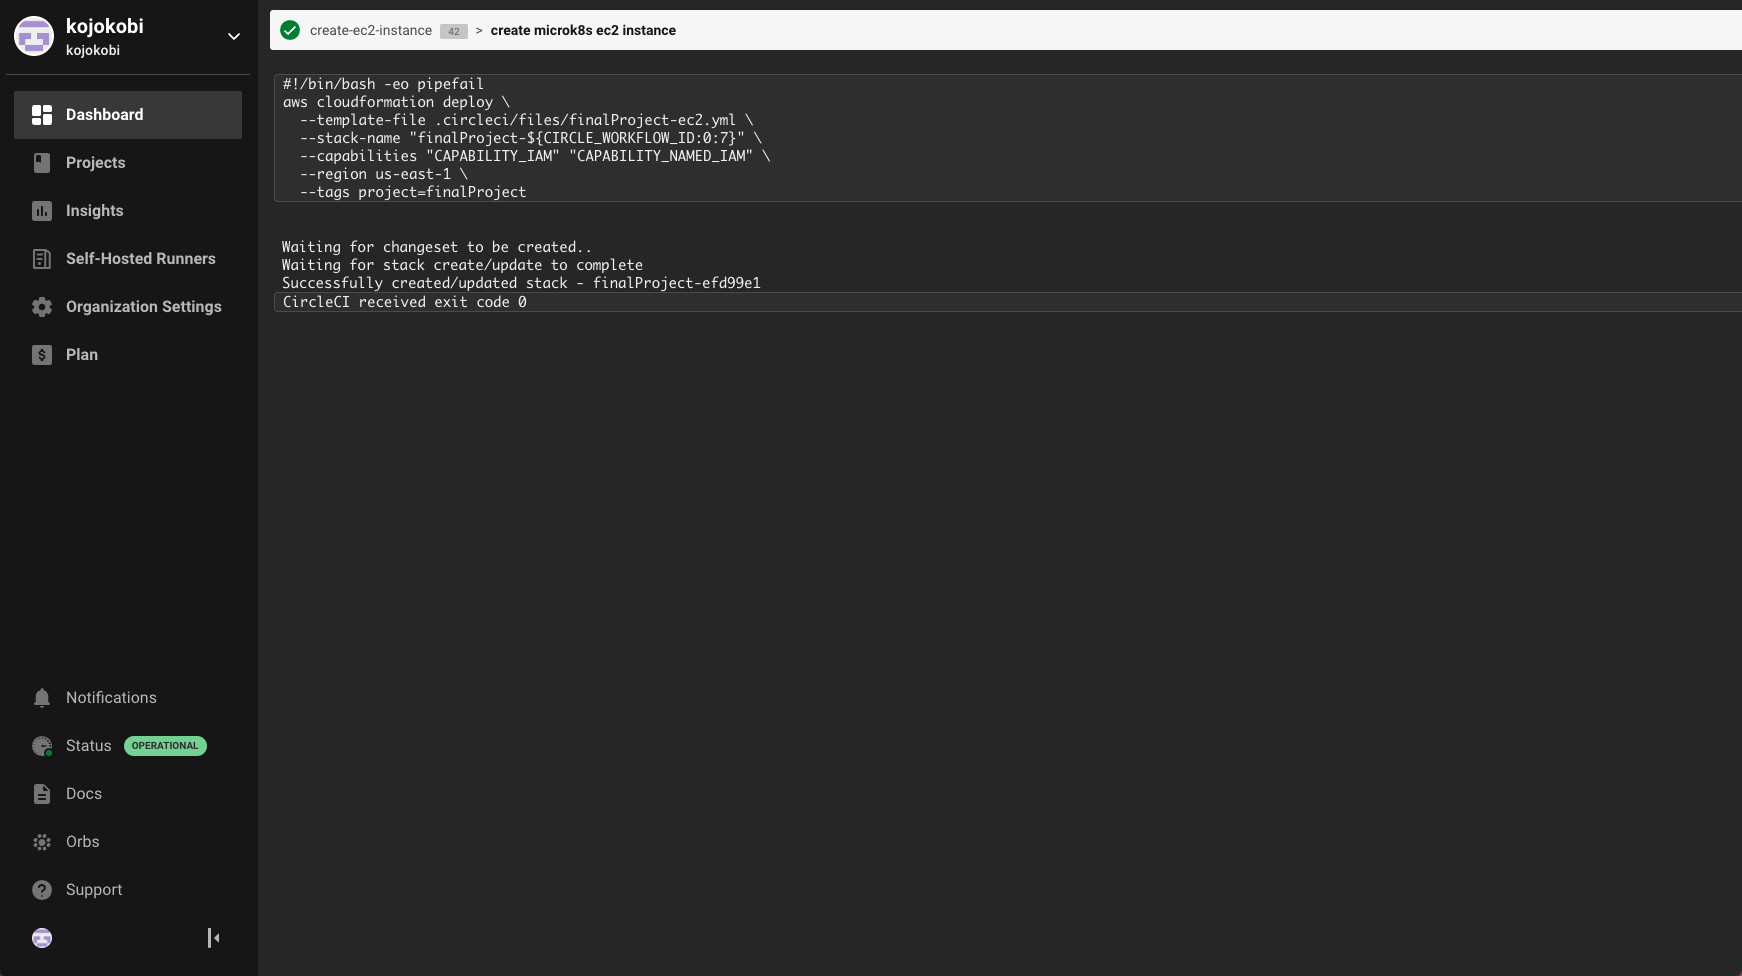 kojokobi
kojokobi
Dashboard
Projects
Insights
Self-Hosted Runners
Organization Settings
$ Plan
Notifications
Status OPERATIONAL
Docs
Orbs
? Support
create-ec2-instance 42 > create microk8s ec2 instance
#!/bin/bash -eo pipefail
aws cloudformation deploy \
--template-file .circleci/files/finalProject-ec2.yml \
--stack-name "finalProject-${CIRCLE_WORKFLOW_ID:0:7}" \
--capabilities "CAPABILITY_IAM" "CAPABILITY_NAMED_IAM" \
--region us-east-1 \
--tags project=finalProject
Waiting for changeset to be created..
Waiting for stack create/update to complete
Successfully created/updated stack - finalProject-efd99e1
CircleCI received exit code 0